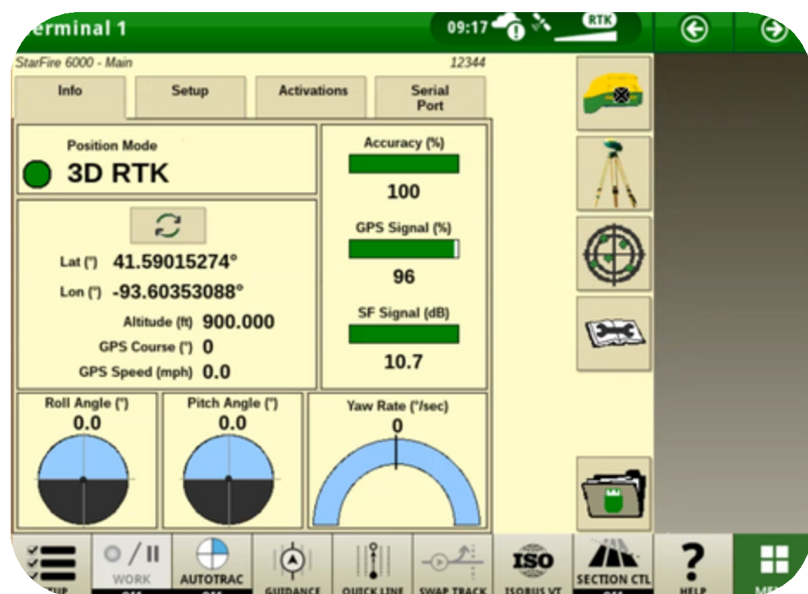 erminal 1
09:17
RTK
StarFire 6000 - Main
12344
Info
Setup
Activations
Serial
Port
Position Mode
3D RTK
Lat (°) 41.59015274°
Lon (°) -93.60353088°
Altitude (ft) 900.000
GPS Course (°) 0
GPS Speed (mph) 0.0
Accuracy (%)
100
GPS Signal (%)
96
SF Signal (dB)
10.7
Roll Angle (°)
0.0
Pitch Angle (°)
0.0
Yaw Rate (°/sec)
0
WORK
AUTOTRAC
GUIDANCE
QUICK LINE
SWAP TRACK
ISO
ISOBUS VT
SECTION CTL
?
HELP